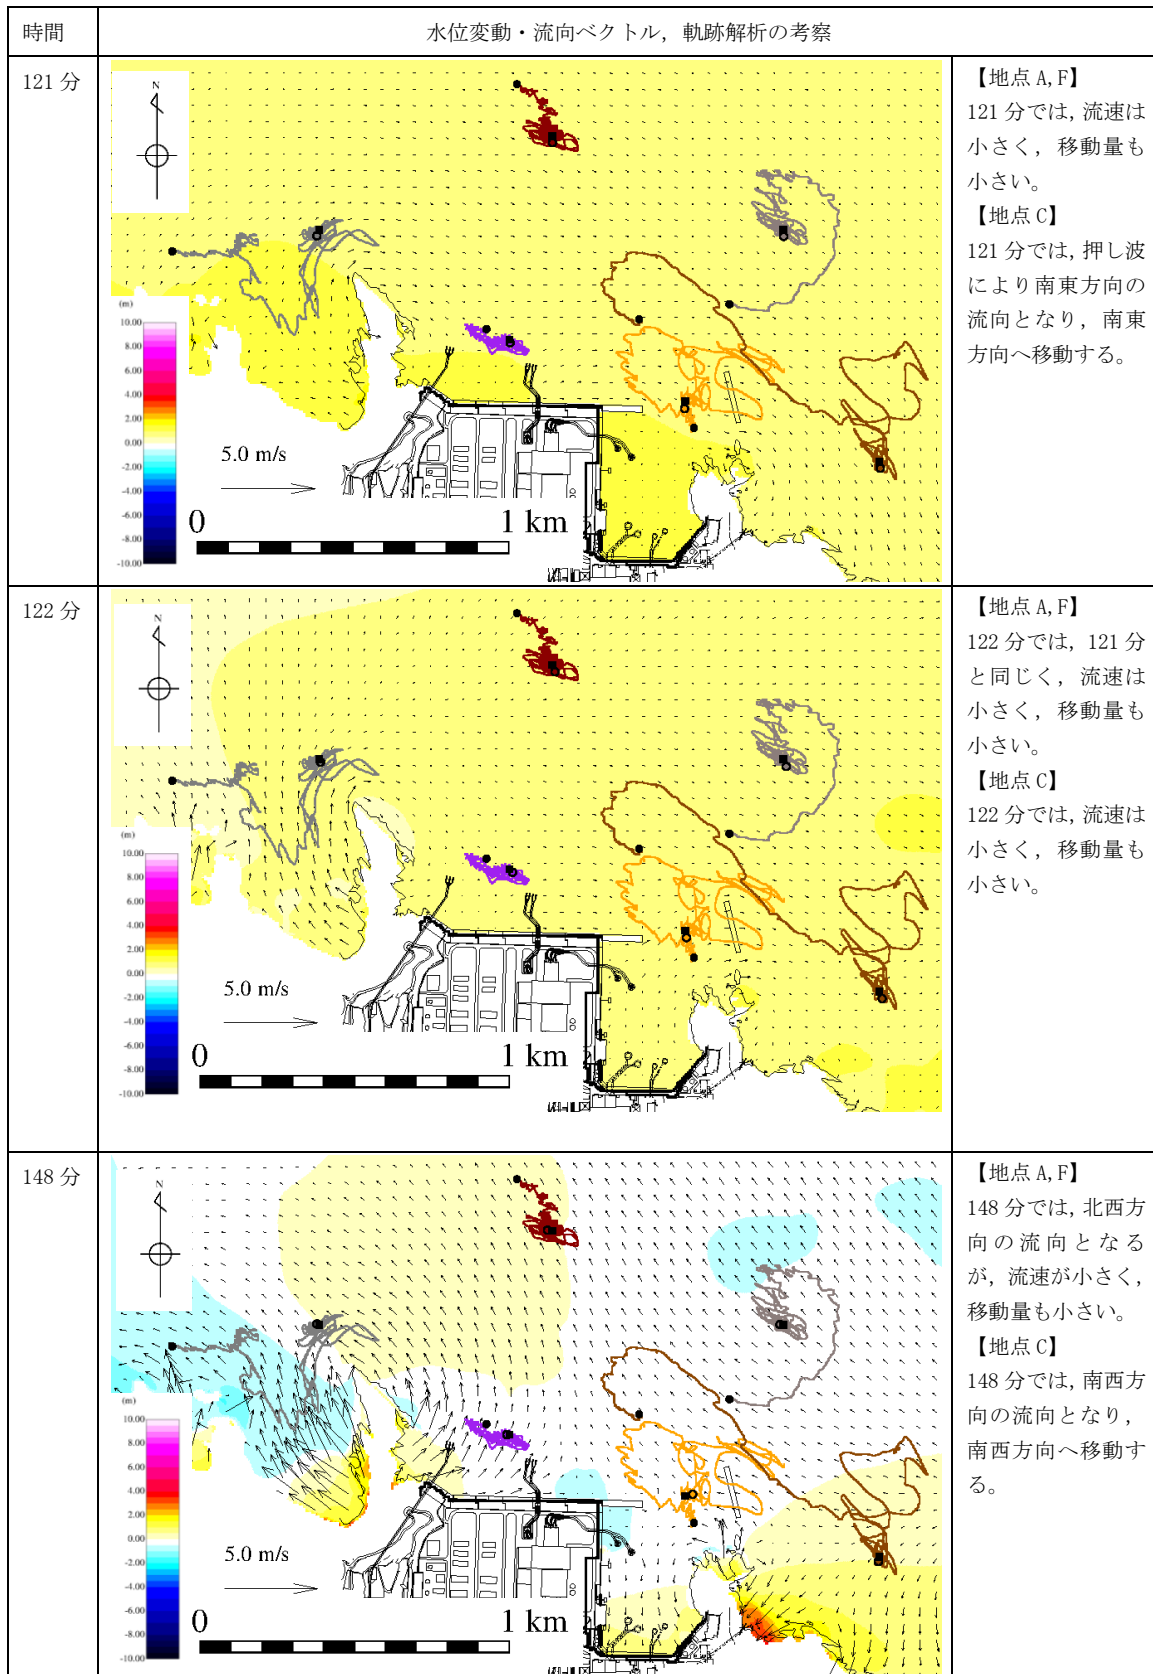 時間
水位変動・流向ベクトル，軌跡解析の考察
121 分
N
(m)
10.00
8.00
6.00
4.00
2.00
0.00
-2.00
-4.00
-6.00
-8.00
-10.00
5.0 m/s
0
1 km
【地点 A,F】
121 分では，流速は
小さく，移動量も
小さい。
【地点 C】
121 分では，押し波
により南東方向の
流向となり，南東
方向へ移動する。
122 分
N
(m)
10.00
8.00
6.00
4.00
2.00
0.00
-2.00
-4.00
-6.00
-8.00
-10.00
5.0 m/s
0
1 km
【地点 A,F】
122 分では，121 分
と同じく，流速は
小さく，移動量も
小さい。
【地点 C】
122 分では，流速は
小さく，移動量も
小さい。
148 分
N
(m)
10.00
8.00
6.00
4.00
2.00
0.00
-2.00
-4.00
-6.00
-8.00
-10.00
5.0 m/s
0
1 km
【地点 A,F】
148 分では，北西方
向の流向となる
が，流速が小さく，
移動量も小さい。
【地点 C】
148 分では，南西方
向の流向となり，
南西方向へ移動す
る。